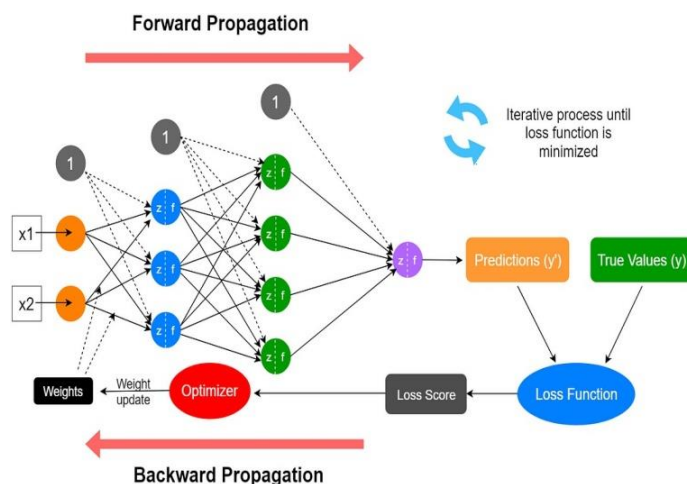 Forward Propagation
1
1
1
Iterative process until
loss function is
minimized
z f
z f
z f
z f
z f
z f
z f
z f
x1
x2
Predictions (y')
True Values (y)
Weights
Weight
update
Optimizer
Loss Score
Loss Function
Backward Propagation